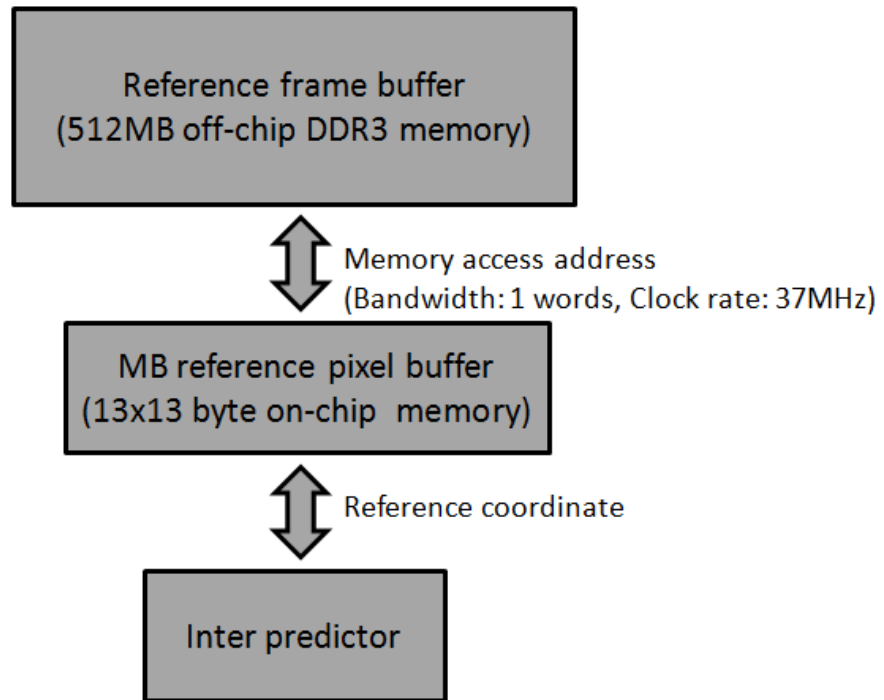 Reference frame buffer
(512MB off-chip DDR3 memory)
Memory access address
(Bandwidth: 1 words, Clock rate: 37MHz)
MB reference pixel buffer
(13x13 byte on-chip memory)
Reference coordinate
Inter predictor